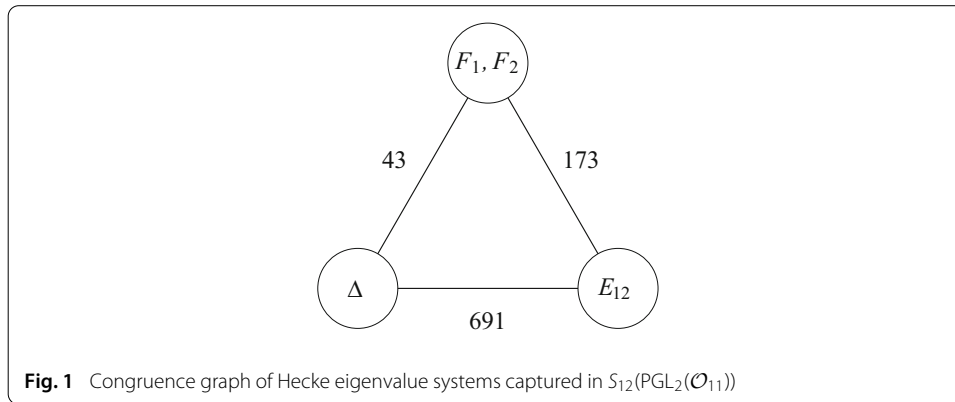 F₁, F₂
43
173
Δ
E₁₂
691
Fig. 1 Congruence graph of Hecke eigenvalue systems captured in S₁₂(PGL₂(𝒪₁₁))